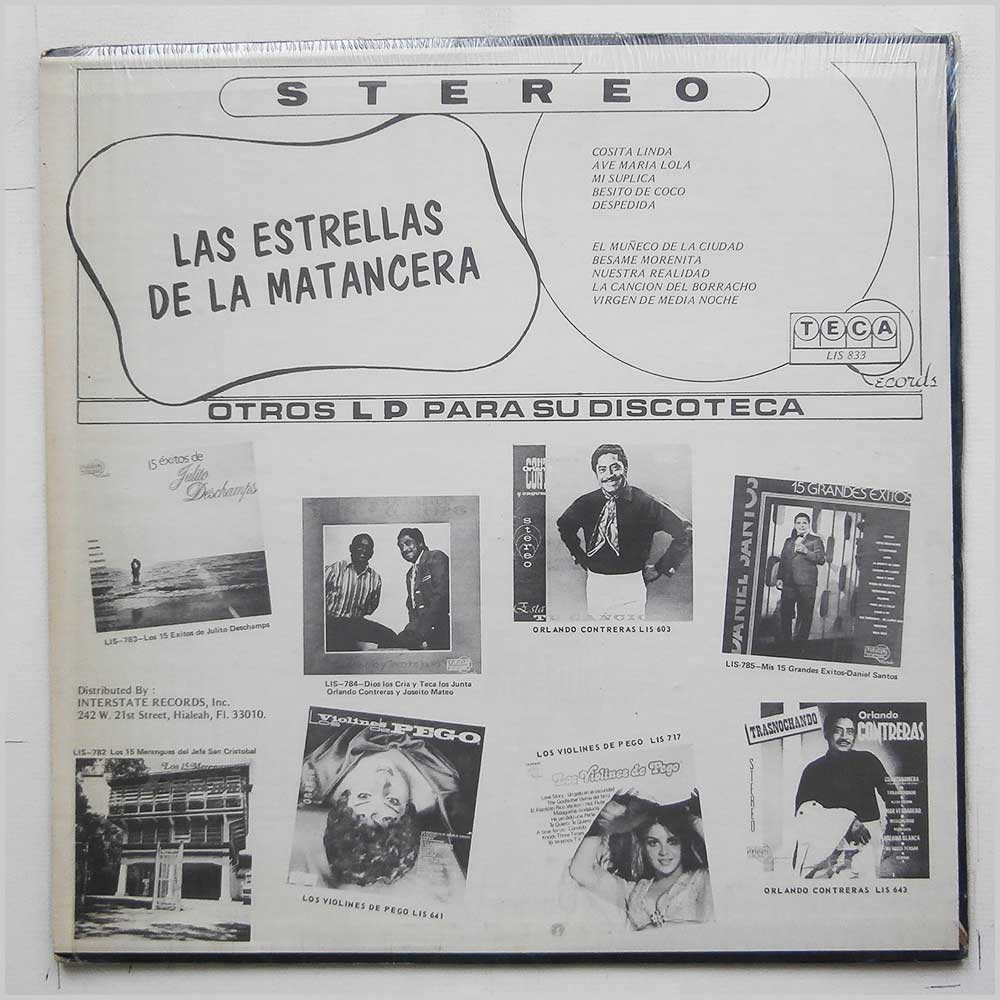 STEREO
LAS ESTRELLAS
DE LA MATANCERA
COSITA LINDA
AVE MARIA LOLA
MI SUPLICA
BESITO DE COCO
DESPEDIDA
EL MUÑECO DE LA CIUDAD
BESAME MORENITA
NUESTRA REALIDAD
LA CANCION DEL BORRACHO
VIRGEN DE MEDIA NOCHE
TECA
LIS 833
Records
OTROS LP PARA SU DISCOTECA
15 éxitos de
Julito
Deschamps
LIS-783-Los 15 Exitos de Julito Deschamps
LIS-784-Dios los Cria y Teca los Junta
Orlando Contreras y Joseito Mateo
Stereo
ORLANDO CONTRERAS LIS 603
15 GRANDES EXITOS
DANIEL SANTOS
LIS-785-Mis 15 Grandes Exitos-Daniel Santos
Distributed By :
INTERSTATE RECORDS, Inc.
242 W. 21st Street, Hialeah, Fl. 33010.
LIS-782 Los 15 Merengues del Jefe San Cristobal
Violines
de PEGO
LOS VIOLINES DE PEGO LIS 641
LOS VIOLINES DE PEGO LIS 717
Los Violines de Pego
TRASNOCHANDO
Orlando
CONTRERAS
STEREO
ORLANDO CONTRERAS LIS 643